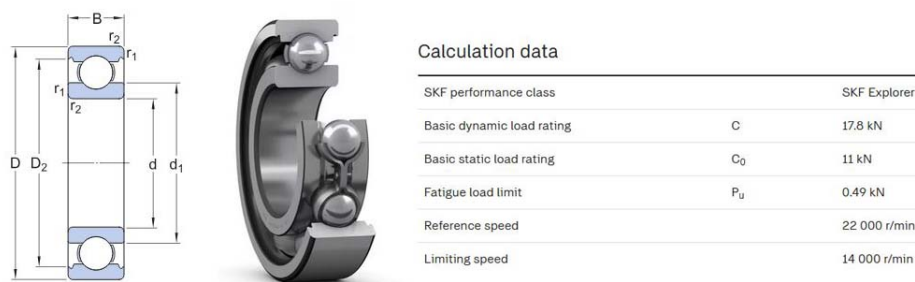 B
r₂
r₁
r₁
r₂
D
D₂
d
d₁
Calculation data
SKF performance class SKF Explorer
Basic dynamic load rating C 17.8 kN
Basic static load rating C₀ 11 kN
Fatigue load limit Pᵤ 0.49 kN
Reference speed 22 000 r/min
Limiting speed 14 000 r/min